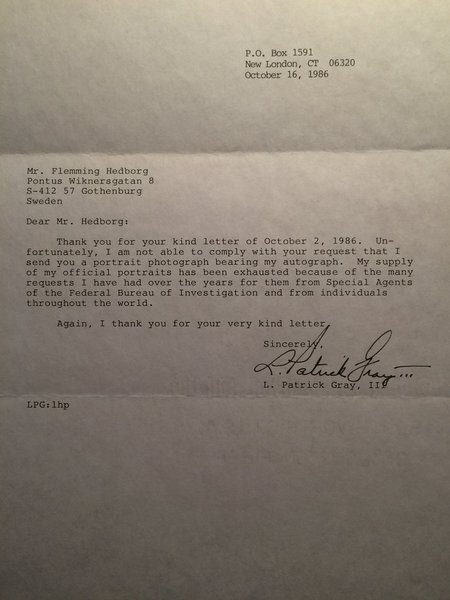 P.O. Box 1591
New London, CT 06320
October 16, 1986
Mr. Flemming Hedborg
Pontus Wiknersgatan 8
S-412 57 Gothenburg
Sweden
Dear Mr. Hedborg:
Thank you for your kind letter of October 2, 1986. Un-
fortunately, I am not able to comply with your request that I
send you a portrait photograph bearing my autograph. My supply
of my official portraits has been exhausted because of the many
requests I have had over the years for them from Special Agents
of the Federal Bureau of Investigation and from individuals
throughout the world.
Again, I thank you for your very kind letter.
Sincerely,
L. Patrick Gray III
L. Patrick Gray, III
LPG:lhp